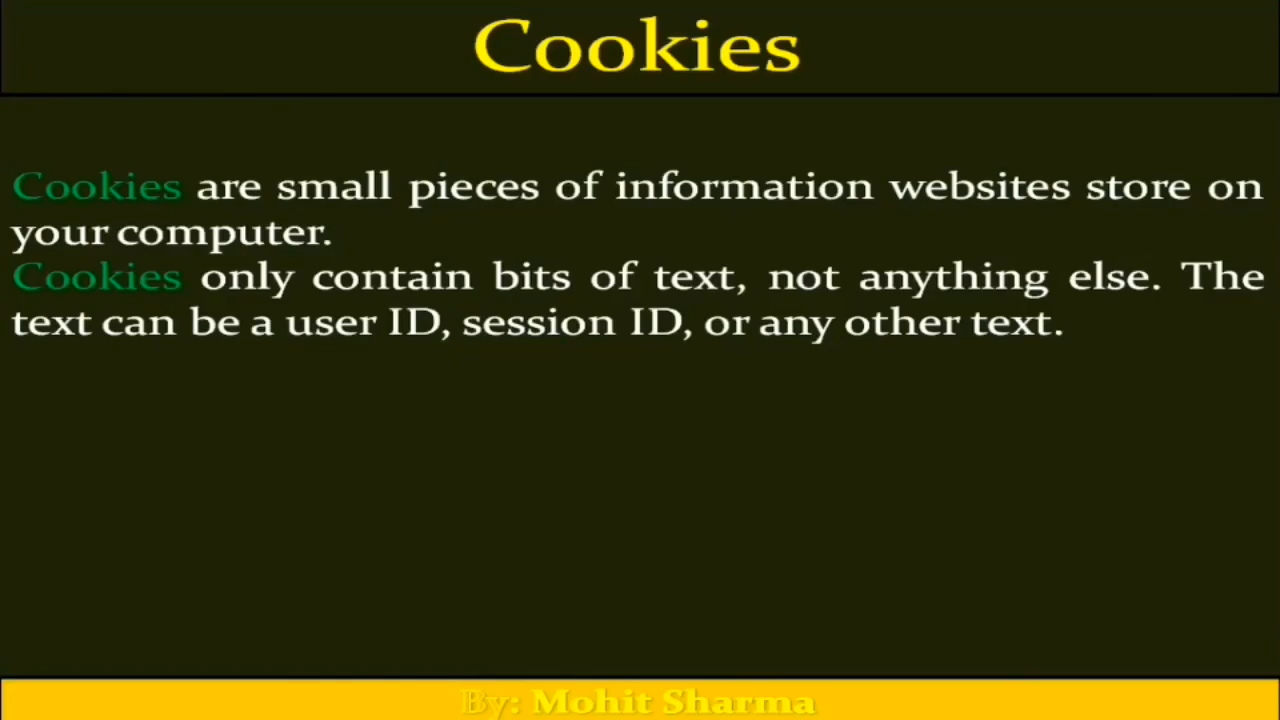 Cookies
Cookies are small pieces of information websites store on
your computer.
Cookies only contain bits of text, not anything else. The
text can be a user ID, session ID, or any other text.
By: Mohit Sharma